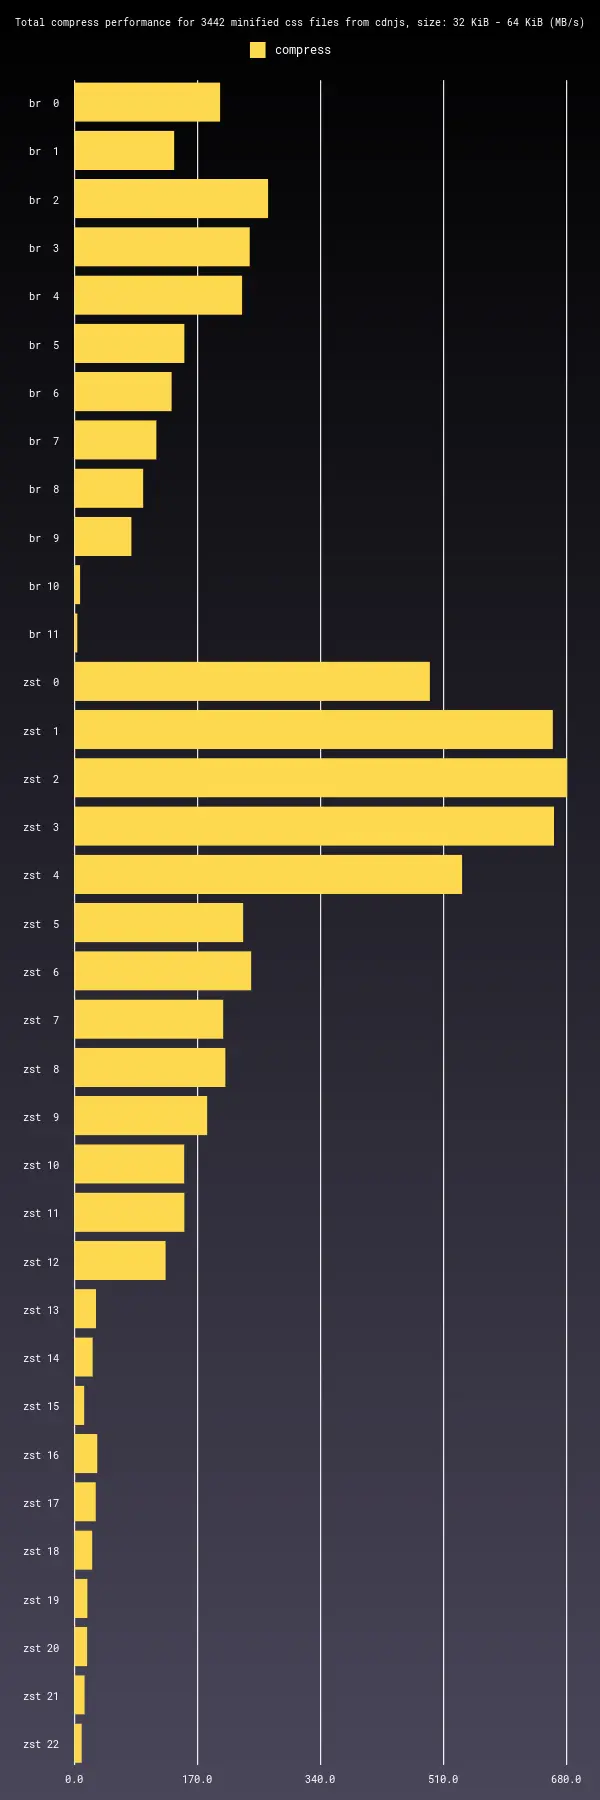 Total compress performance for 3442 minified css files from cdnjs, size: 32 KiB - 64 KiB (MB/s)
compress
br 0
br 1
br 2
br 3
br 4
br 5
br 6
br 7
br 8
br 9
br 10
br 11
zst 0
zst 1
zst 2
zst 3
zst 4
zst 5
zst 6
zst 7
zst 8
zst 9
zst 10
zst 11
zst 12
zst 13
zst 14
zst 15
zst 16
zst 17
zst 18
zst 19
zst 20
zst 21
zst 22
0.0 170.0 340.0 510.0 680.0